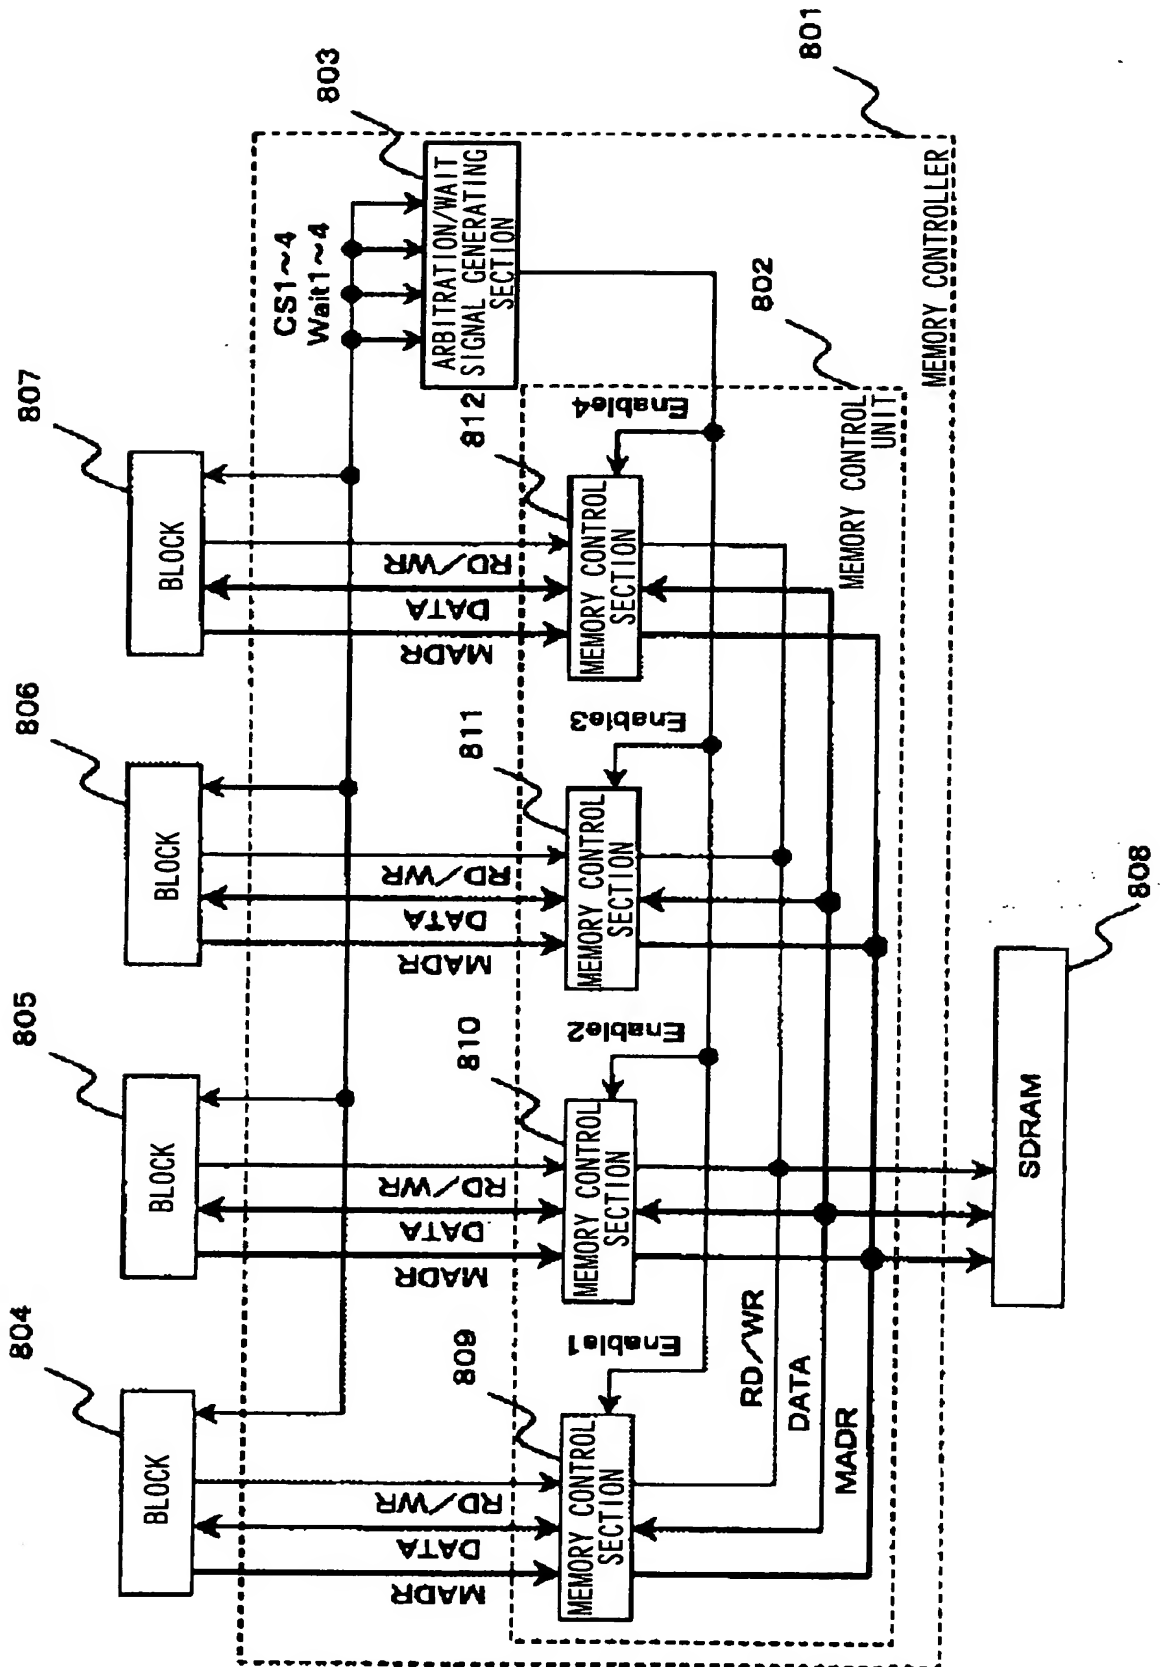 804
805
806
807
BLOCK
BLOCK
BLOCK
BLOCK
CS1~4
Wait1~4
803
801
ARBITRATION/WAIT
SIGNAL GENERATING
SECTION
MADR
DATA
RD/WR
MADR
DATA
RD/WR
MADR
DATA
RD/WR
MADR
DATA
RD/WR
809
810
811
812
MEMORY CONTROL
SECTION
MEMORY CONTROL
SECTION
MEMORY CONTROL
SECTION
MEMORY CONTROL
SECTION
Enable1
Enable2
Enable3
Enable4
802
RD/WR
DATA
MADR
MEMORY CONTROL
UNIT
MEMORY CONTROLLER
SDRAM
808